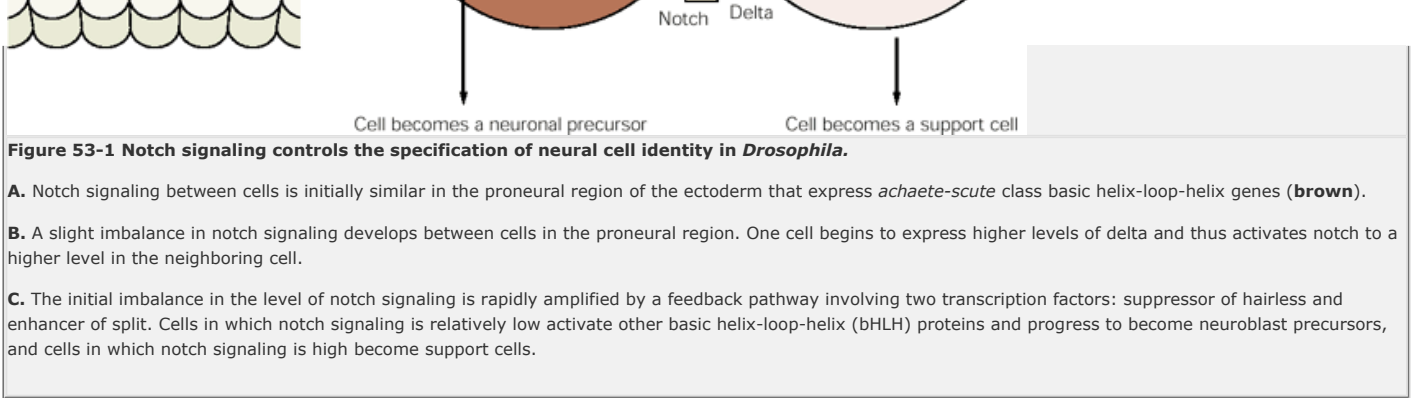 Notch Delta
Cell becomes a neuronal precursor Cell becomes a support cell
Figure 53-1 Notch signaling controls the specification of neural cell identity in Drosophila.
A. Notch signaling between cells is initially similar in the proneural region of the ectoderm that express achaete-scute class basic helix-loop-helix genes (brown).
B. A slight imbalance in notch signaling develops between cells in the proneural region. One cell begins to express higher levels of delta and thus activates notch to a
higher level in the neighboring cell.
C. The initial imbalance in the level of notch signaling is rapidly amplified by a feedback pathway involving two transcription factors: suppressor of hairless and
enhancer of split. Cells in which notch signaling is relatively low activate other basic helix-loop-helix (bHLH) proteins and progress to become neuroblast precursors,
and cells in which notch signaling is high become support cells.